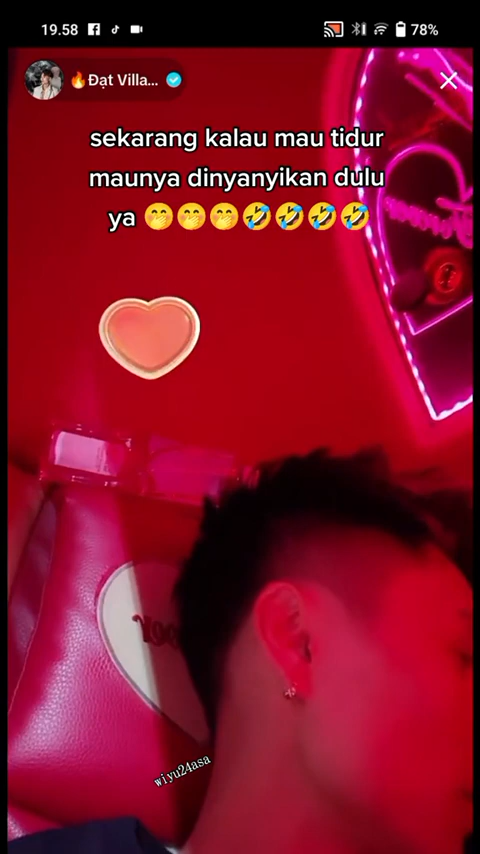 19.58
78%
🔥Đạt Villa...
sekarang kalau mau tidur
maunya dinyanyikan dulu
ya 🤭🤭🤭🤣🤣🤣🤣
wiyu24asa